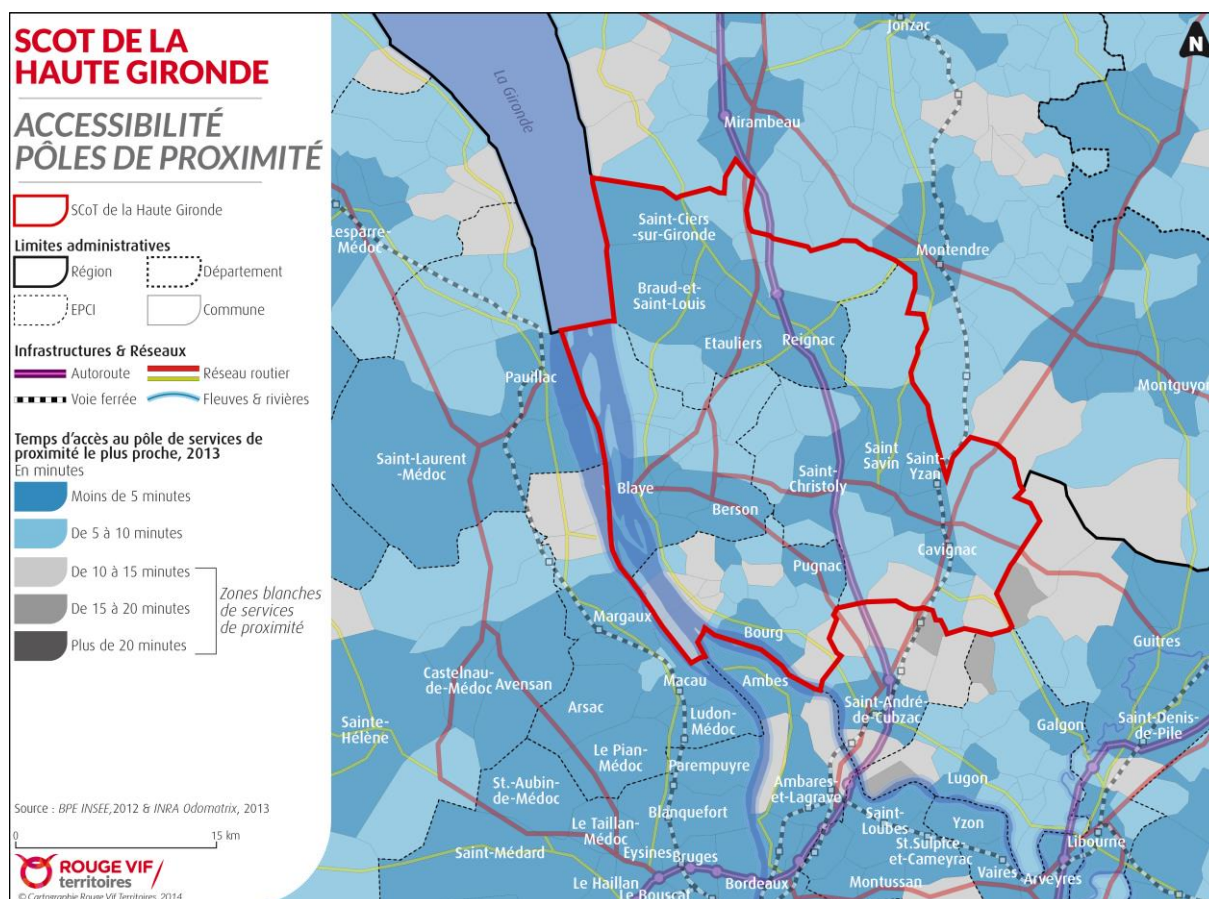 SCOT DE LA
HAUTE GIRONDE
ACCESSIBILITÉ
PÔLES DE PROXIMITÉ
SCoT de la Haute Gironde
Limites administratives
Région
Département
EPCI
Commune
Infrastructures & Réseaux
Autoroute
Réseau routier
Voie ferrée
Fleuves & rivières
Temps d'accès au pôle de services de
proximité le plus proche, 2013
En minutes
Moins de 5 minutes
De 5 à 10 minutes
De 10 à 15 minutes
De 15 à 20 minutes
Plus de 20 minutes
Zones blanches
de services
de proximité
Source : BPE INSEE,2012 & INRA Odomatrix, 2013
0
15 km
ROUGE VIF/
territoires
© Cartographie Rouge Vif Territoires, 2014
N
Jonzac
La Gironde
Mirambeau
Lesparre-
Médoc
Saint-Ciers
-sur-Gironde
Montendre
Braud-et-
Saint-Louis
Etauliers
Reignac
Pauillac
Montguyon
Saint-Laurent
-Médoc
Saint
Savin
Saint-
Yzan
Saint-
Christoly
Blaye
Berson
Cavignac
Pugnac
Margaux
Bourg
Guitres
Castelnau-
de-Médoc
Avensan
Macau
Ambes
Arsac
Ludon-
Médoc
Saint-André-
de-Cubzac
Sainte-
Hélène
Galgon
Saint-Denis-
de-Pile
Le Pian-
Médoc
Parempuyre
St.-Aubin-
de-Médoc
Ambares-
et-Lagrave
Lugon
Blanquefort
Le Taillan-
Médoc
Saint-
Loubes
Yzon
St.Sulpice-
et-Cameyrac
Libourne
Saint-Médard
Eysines
Bruges
Vaires
Arveyres
Le Haillan
Bordeaux
Montussan
Le Bouscat